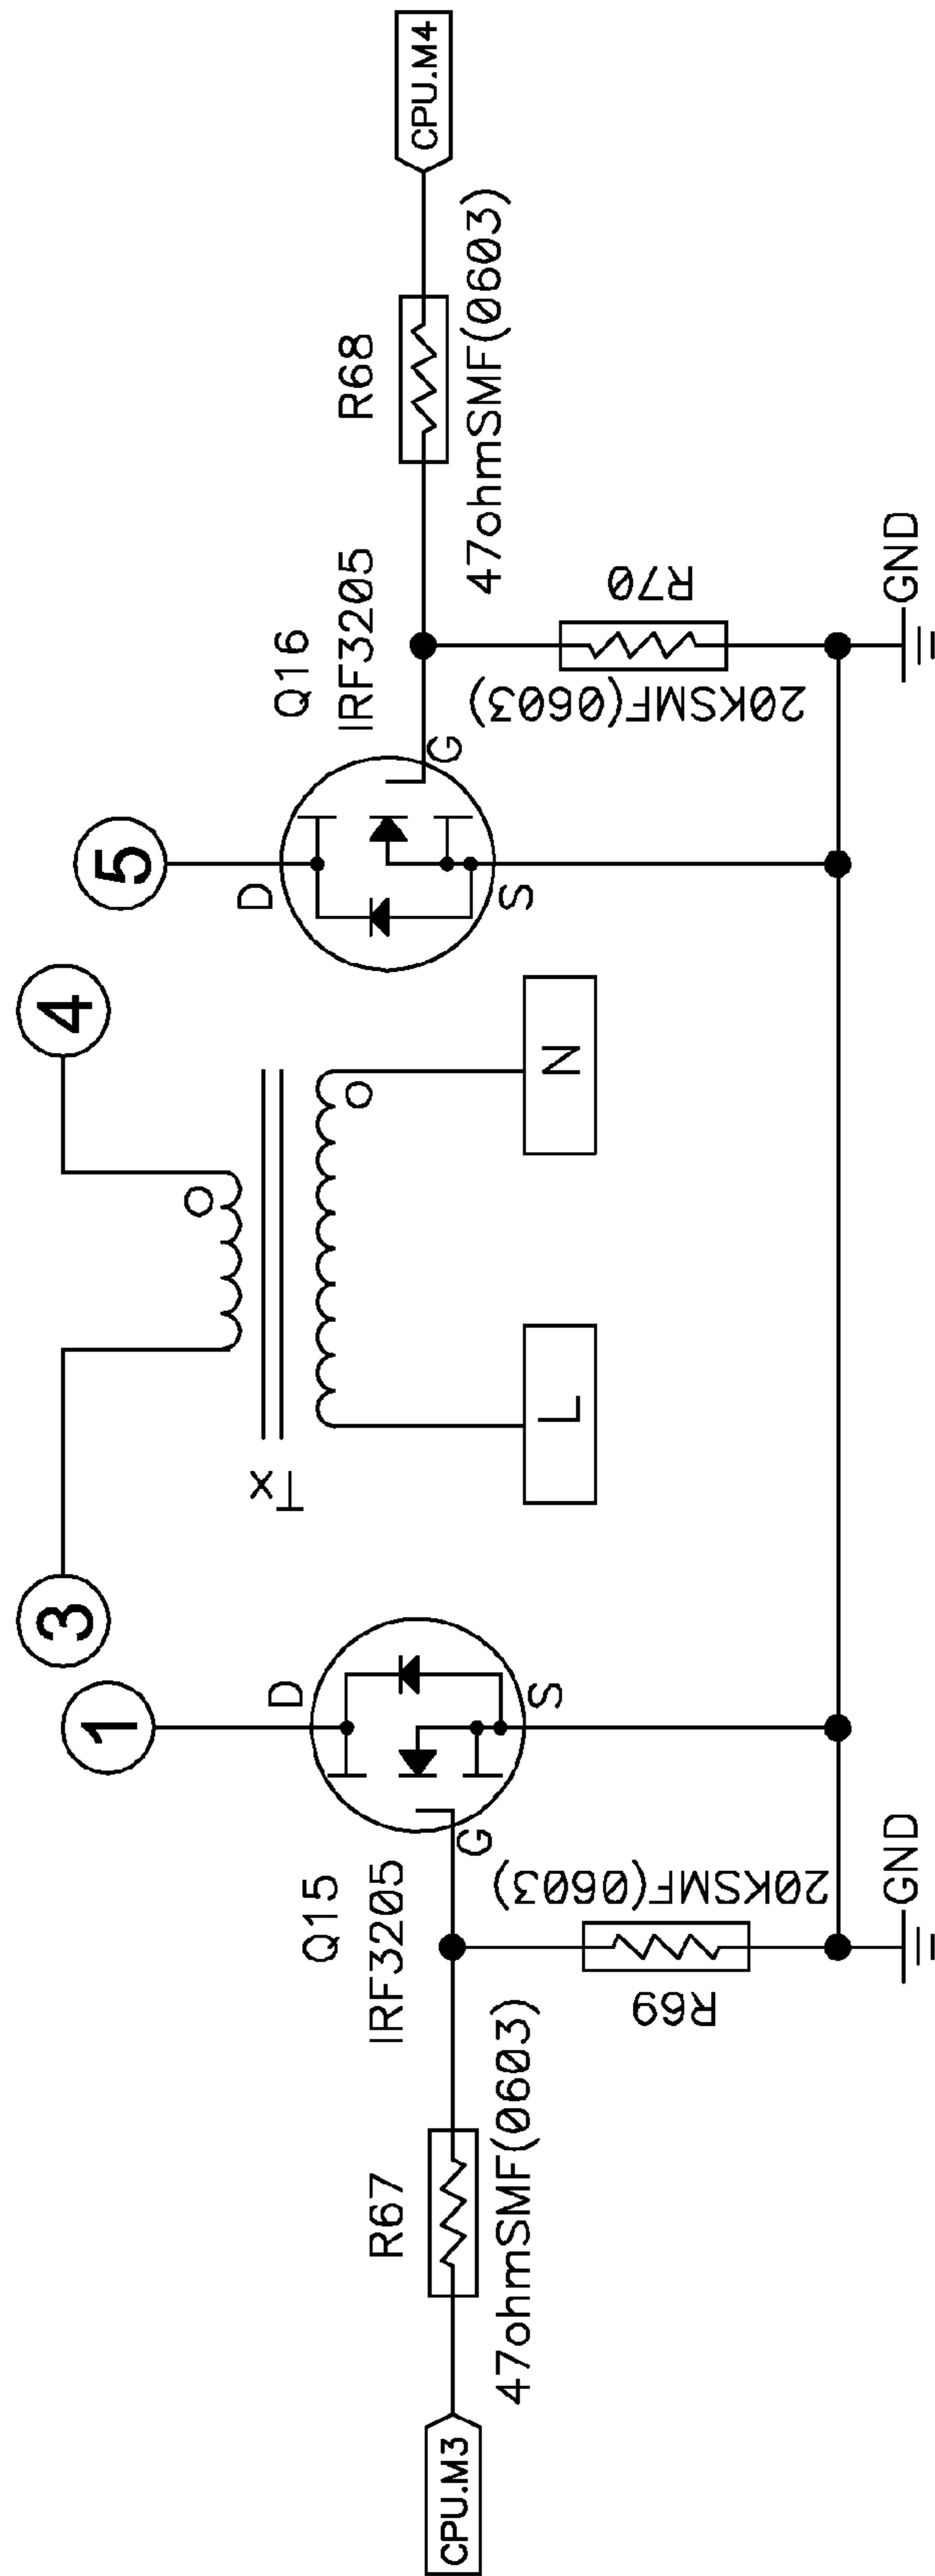 1
3
4
5
Q15
IRF3205
D
Tx
D
Q16
IRF3205
R67
G
S
L
N
S
G
R68
CPU.M3
47ohmSMF(0603)
R69
20KSMF(0603)
20KSMF(0603)
R70
47ohmSMF(0603)
CPU.M4
GND
GND